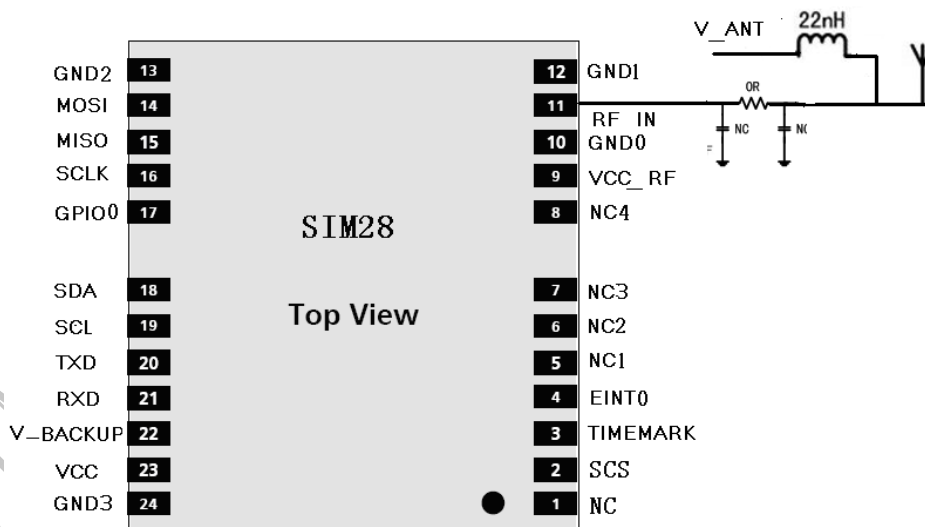 V_ANT 22nH
GND2 13 12 GND1
0R
MOSI 14 11 RF IN
NC
MISO 15 10 GND0
SCLK 16 9 VCC_RF
GPIO0 17 8 NC4
SIM28
SDA 18 7 NC3
Top View
SCL 19 6 NC2
TXD 20 5 NC1
RXD 21 4 EINT0
V_BACKUP 22 3 TIMEMARK
VCC 23 2 SCS
GND3 24 1 NC